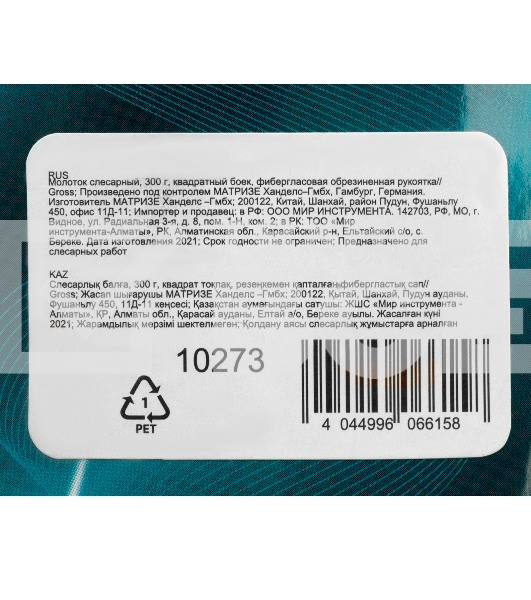 RUS
Молоток слесарный, 300 г, квадратный боек, фибергласовая обрезиненная рукоятка//
Gross; Произведено под контролем МАТРИЗЕ Ханделс-Гмбх, Гамбург, Германия.
Изготовитель МАТРИЗЕ Ханделс –Гмбх; 200122, Китай, Шанхай, район Пудун, Фушаньлу
450, офис 11Д-11; Импортер и продавец: в РФ: ООО МИР ИНСТРУМЕНТА. 142703, РФ, МО, г.
Видное, ул. Радиальная 3-я, д. 8, пом. 1-Н, ком. 2; в РК: ТОО «Мир
инструмента-Алматы», РК, Алматинская обл., Карасайский р-н, Ельтайский с/о, с.
Береке. Дата изготовления 2021; Срок годности не ограничен; Предназначено для
слесарных работ
KAZ
Слесарлық балға, 300 г, квадрат тоқпақ, резеңкемен қапталған,фибергластық сап//
Gross; Жасап шығарушы МАТРИЗЕ Ханделс –Гмбх: 200122, Қытай, Шанхай, Пудун ауданы,
Фушаньлу 450, 11Д-11 кеңсесі; Қазақстан аумағындағы сатушы: ЖШС «Мир инструмента -
Алматы», ҚР, Алматы обл., Қарасай ауданы, Елтай а/о, Береке ауылы. Жасалған күні
2021; Жарамдылық мерзімі шектелмеген; Қолдану аясы слесарлық жұмыстарға арналған
10273
1
PET
4 044996 066158